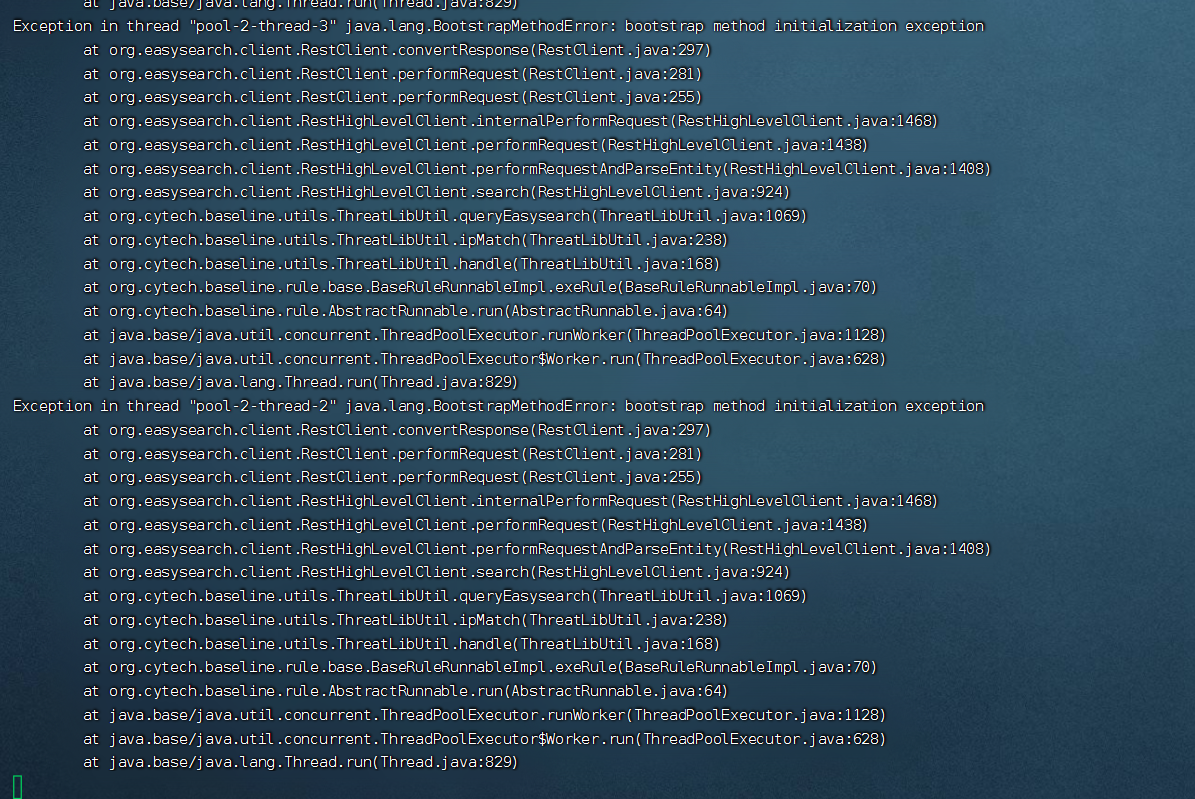 at java.base/java.lang.Thread.run(Thread.java:829)
Exception in thread "pool-2-thread-3" java.lang.BootstrapMethodError: bootstrap method initialization exception
at org.easysearch.client.RestClient.convertResponse(RestClient.java:297)
at org.easysearch.client.RestClient.performRequest(RestClient.java:281)
at org.easysearch.client.RestClient.performRequest(RestClient.java:255)
at org.easysearch.client.RestHighLevelClient.internalPerformRequest(RestHighLevelClient.java:1468)
at org.easysearch.client.RestHighLevelClient.performRequest(RestHighLevelClient.java:1438)
at org.easysearch.client.RestHighLevelClient.performRequestAndParseEntity(RestHighLevelClient.java:1408)
at org.easysearch.client.RestHighLevelClient.search(RestHighLevelClient.java:924)
at org.cytech.baseline.utils.ThreatLibUtil.queryEasysearch(ThreatLibUtil.java:1069)
at org.cytech.baseline.utils.ThreatLibUtil.ipMatch(ThreatLibUtil.java:238)
at org.cytech.baseline.utils.ThreatLibUtil.handle(ThreatLibUtil.java:168)
at org.cytech.baseline.rule.base.BaseRuleRunnableImpl.exeRule(BaseRuleRunnableImpl.java:70)
at org.cytech.baseline.rule.AbstractRunnable.run(AbstractRunnable.java:64)
at java.base/java.util.concurrent.ThreadPoolExecutor.runWorker(ThreadPoolExecutor.java:1128)
at java.base/java.util.concurrent.ThreadPoolExecutor$Worker.run(ThreadPoolExecutor.java:628)
at java.base/java.lang.Thread.run(Thread.java:829)
Exception in thread "pool-2-thread-2" java.lang.BootstrapMethodError: bootstrap method initialization exception
at org.easysearch.client.RestClient.convertResponse(RestClient.java:297)
at org.easysearch.client.RestClient.performRequest(RestClient.java:281)
at org.easysearch.client.RestClient.performRequest(RestClient.java:255)
at org.easysearch.client.RestHighLevelClient.internalPerformRequest(RestHighLevelClient.java:1468)
at org.easysearch.client.RestHighLevelClient.performRequest(RestHighLevelClient.java:1438)
at org.easysearch.client.RestHighLevelClient.performRequestAndParseEntity(RestHighLevelClient.java:1408)
at org.easysearch.client.RestHighLevelClient.search(RestHighLevelClient.java:924)
at org.cytech.baseline.utils.ThreatLibUtil.queryEasysearch(ThreatLibUtil.java:1069)
at org.cytech.baseline.utils.ThreatLibUtil.ipMatch(ThreatLibUtil.java:238)
at org.cytech.baseline.utils.ThreatLibUtil.handle(ThreatLibUtil.java:168)
at org.cytech.baseline.rule.base.BaseRuleRunnableImpl.exeRule(BaseRuleRunnableImpl.java:70)
at org.cytech.baseline.rule.AbstractRunnable.run(AbstractRunnable.java:64)
at java.base/java.util.concurrent.ThreadPoolExecutor.runWorker(ThreadPoolExecutor.java:1128)
at java.base/java.util.concurrent.ThreadPoolExecutor$Worker.run(ThreadPoolExecutor.java:628)
at java.base/java.lang.Thread.run(Thread.java:829)